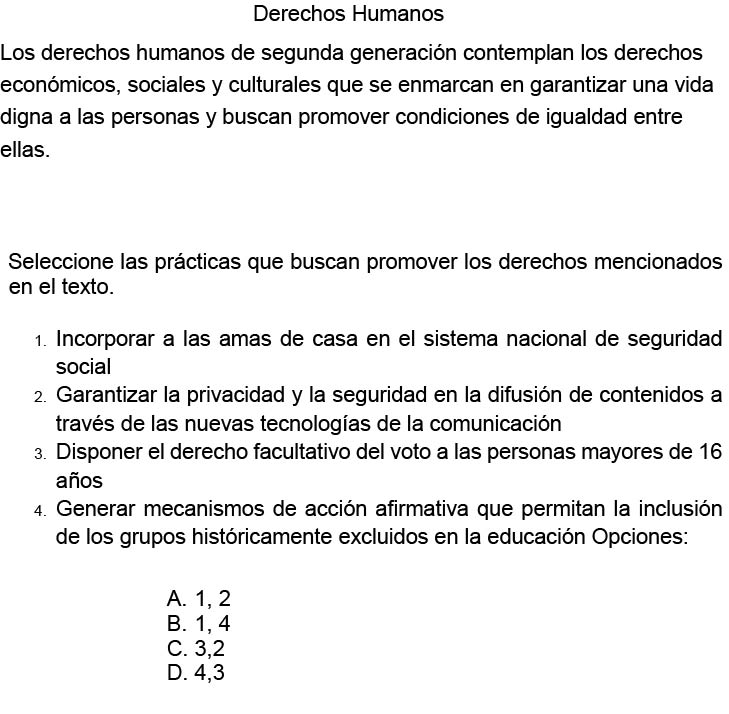 Derechos Humanos
Los derechos humanos de segunda generación contemplan los derechos
económicos, sociales y culturales que se enmarcan en garantizar una vida
digna a las personas y buscan promover condiciones de igualdad entre
ellas.
Seleccione las prácticas que buscan promover los derechos mencionados
en el texto.
1. Incorporar a las amas de casa en el sistema nacional de seguridad
social
2. Garantizar la privacidad y la seguridad en la difusión de contenidos a
través de las nuevas tecnologías de la comunicación
3. Disponer el derecho facultativo del voto a las personas mayores de 16
años
4. Generar mecanismos de acción afirmativa que permitan la inclusión
de los grupos históricamente excluidos en la educación Opciones:
A. 1, 2
B. 1, 4
C. 3,2
D. 4,3